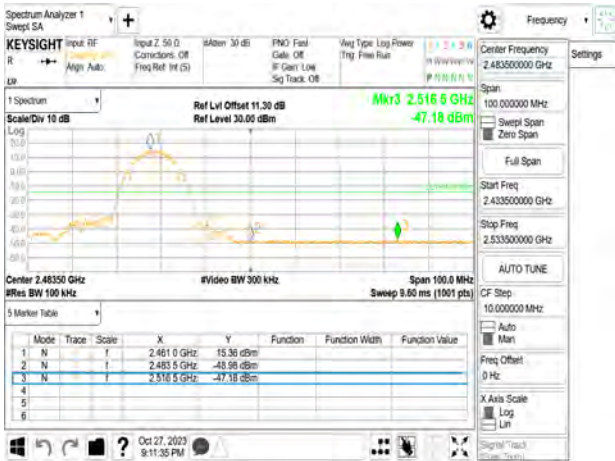 Spectrum Analyzer 1
Swept SA
+
Frequency
KEYSIGHT
R
Input: RF
Align: Auto
Input Z: 50 Ω
Corrections: Off
Freq Ref: Int (S)
#Atten: 30 dB
PNO: Fast
Gate: Off
IF Gain: Low
Sig Track: Off
Avg Type: Log-Power
Trig: Free Run
Center Frequency
2.483500000 GHz
Settings
Span
100.000000 MHz
Swept Span
Zero Span
Full Span
Start Freq
2.433500000 GHz
Stop Freq
2.533500000 GHz
AUTO TUNE
CF Step
10.000000 MHz
Auto
Man
Freq Offset
0 Hz
X Axis Scale
Log
Lin
Signal Track
1 Spectrum
Scale/Div 10 dB
Log
Ref Lvl Offset 11.30 dB
Ref Level 30.00 dBm
Mkr3 2.516 5 GHz
-47.18 dBm
Center 2.48350 GHz
#Res BW 100 kHz
#Video BW 300 kHz
Span 100.0 MHz
Sweep 9.60 ms (1001 pts)
5 Marker Table
Mode Trace Scale X Y Function Function Width Function Value
1 N f 2.461 0 GHz 15.36 dBm
2 N f 2.483 5 GHz -48.96 dBm
3 N f 2.516 5 GHz -47.18 dBm
4
5
6
?
Oct 27, 2023
9:11:35 PM